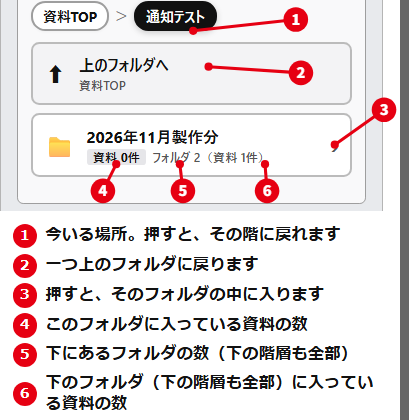 資料TOP > 通知テスト
1
上のフォルダへ
2
資料TOP
3
2026年11月製作分
資料 0件 フォルダ 2（資料 1件）
4 5 6
1 今いる場所。押すと、その階に戻れます
2 一つ上のフォルダに戻ります
3 押すと、そのフォルダの中に入ります
4 このフォルダに入っている資料の数
5 下にあるフォルダの数（下の階層も全部）
6 下のフォルダ（下の階層も全部）に入ってい
る資料の数